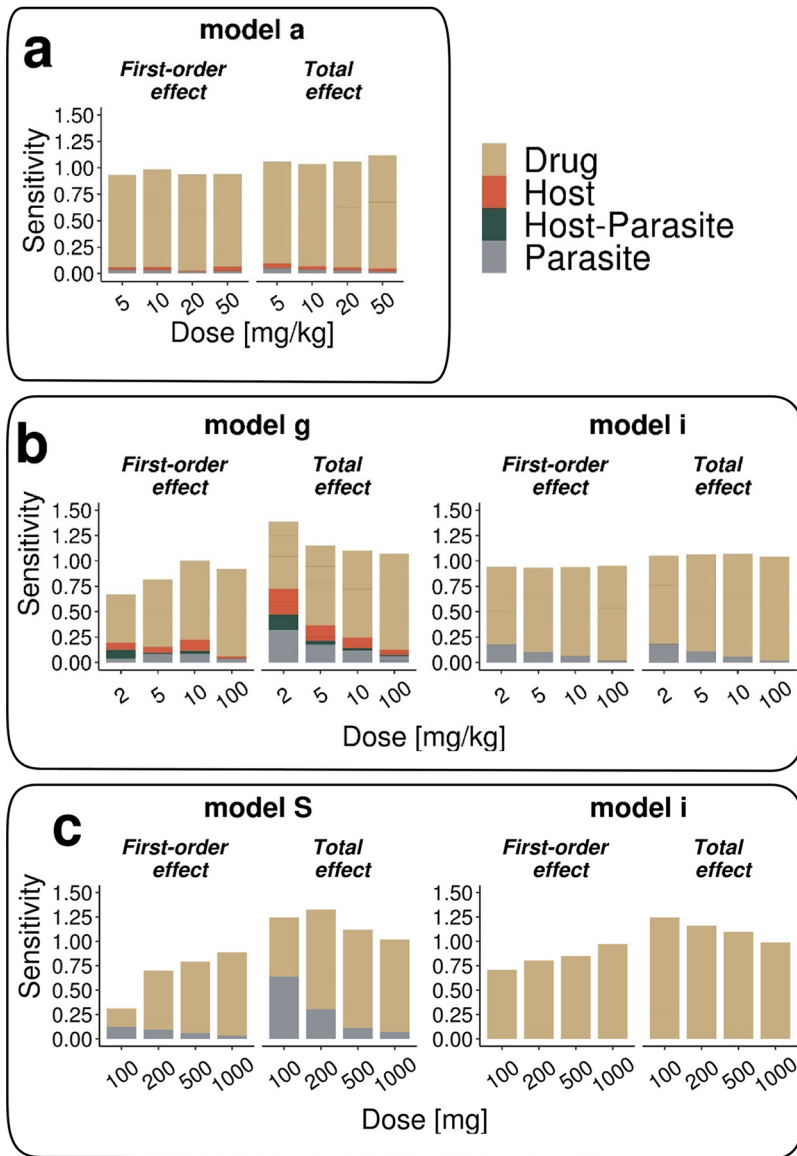 a
model a
First-order effect
Total effect
Sensitivity
1.50
1.25
1.00
0.75
0.50
0.25
0.00
5 10 20 50 5 10 20 50
Dose [mg/kg]
Drug
Host
Host-Parasite
Parasite
b
model g
model i
First-order effect
Total effect
First-order effect
Total effect
Sensitivity
1.50
1.25
1.00
0.75
0.50
0.25
0.00
1.50
1.25
1.00
0.75
0.50
0.25
0.00
2 5 10 100 2 5 10 100 2 5 10 100 2 5 10 100
Dose [mg/kg]
c
model S
model i
First-order effect
Total effect
First-order effect
Total effect
Sensitivity
1.50
1.25
1.00
0.75
0.50
0.25
0.00
1.50
1.25
1.00
0.75
0.50
0.25
0.00
100 200 500 1000 100 200 500 1000 100 200 500 1000 100 200 500 1000
Dose [mg]